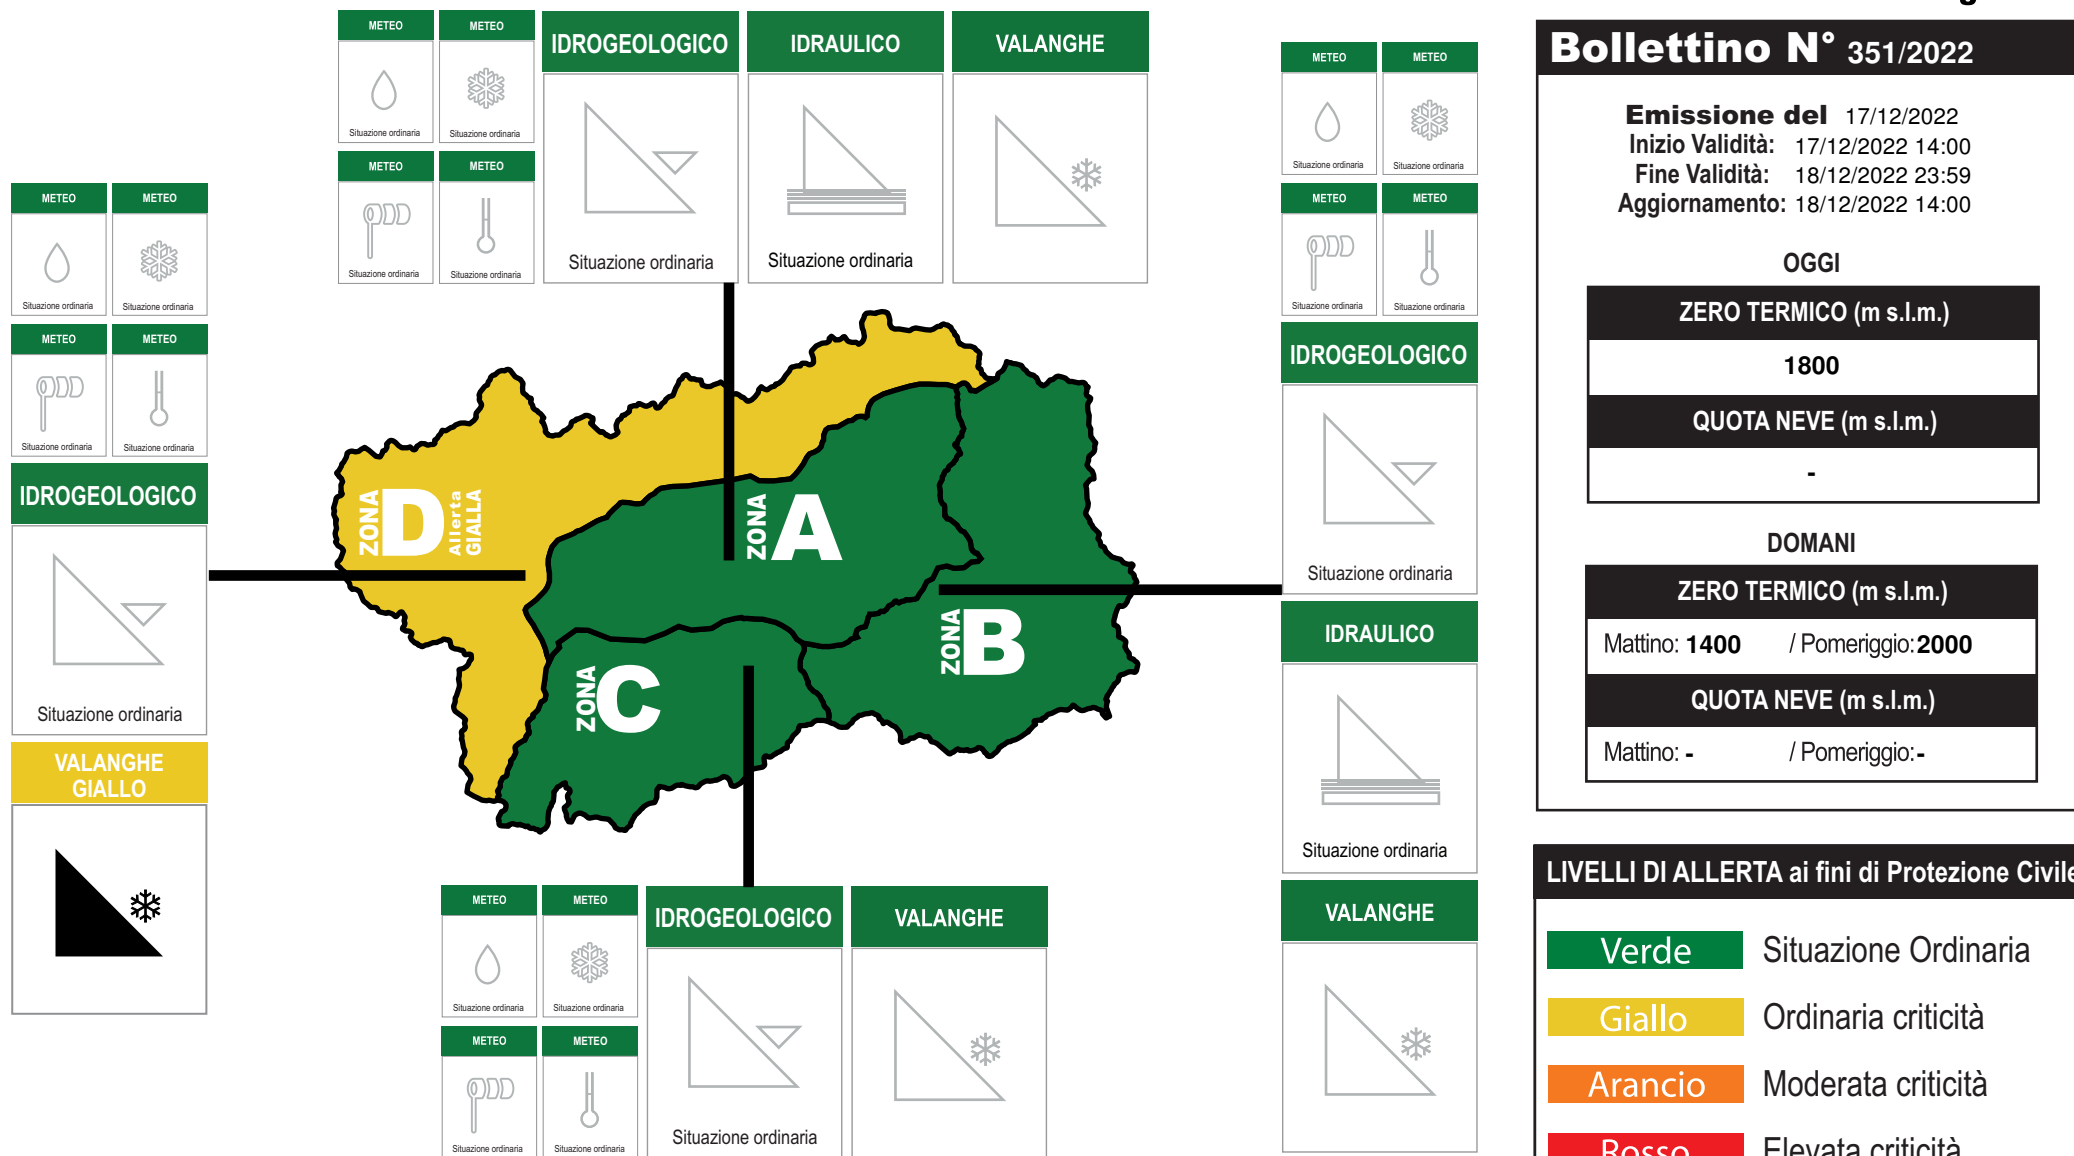 METEO METEO
Situazione ordinaria Situazione ordinaria
METEO METEO
Situazione ordinaria Situazione ordinaria
IDROGEOLOGICO
Situazione ordinaria
IDRAULICO
Situazione ordinaria
VALANGHE
METEO METEO
Situazione ordinaria Situazione ordinaria
METEO METEO
Situazione ordinaria Situazione ordinaria
IDROGEOLOGICO
Situazione ordinaria
VALANGHE
GIALLO
ZONA D Allerta GIALLA
ZONA A
ZONA B
ZONA C
METEO METEO
Situazione ordinaria Situazione ordinaria
METEO METEO
Situazione ordinaria Situazione ordinaria
IDROGEOLOGICO
Situazione ordinaria
IDRAULICO
Situazione ordinaria
VALANGHE
METEO METEO
Situazione ordinaria Situazione ordinaria
METEO METEO
Situazione ordinaria Situazione ordinaria
IDROGEOLOGICO
Situazione ordinaria
VALANGHE
Bollettino N° 351/2022
Emissione del 17/12/2022
Inizio Validità: 17/12/2022 14:00
Fine Validità: 18/12/2022 23:59
Aggiornamento: 18/12/2022 14:00
OGGI
ZERO TERMICO (m s.l.m.)
1800
QUOTA NEVE (m s.l.m.)
-
DOMANI
ZERO TERMICO (m s.l.m.)
Mattino: 1400 / Pomeriggio: 2000
QUOTA NEVE (m s.l.m.)
Mattino: - / Pomeriggio: -
LIVELLI DI ALLERTA ai fini di Protezione Civile
Verde Situazione Ordinaria
Giallo Ordinaria criticità
Arancio Moderata criticità
Rosso Elevata criticità